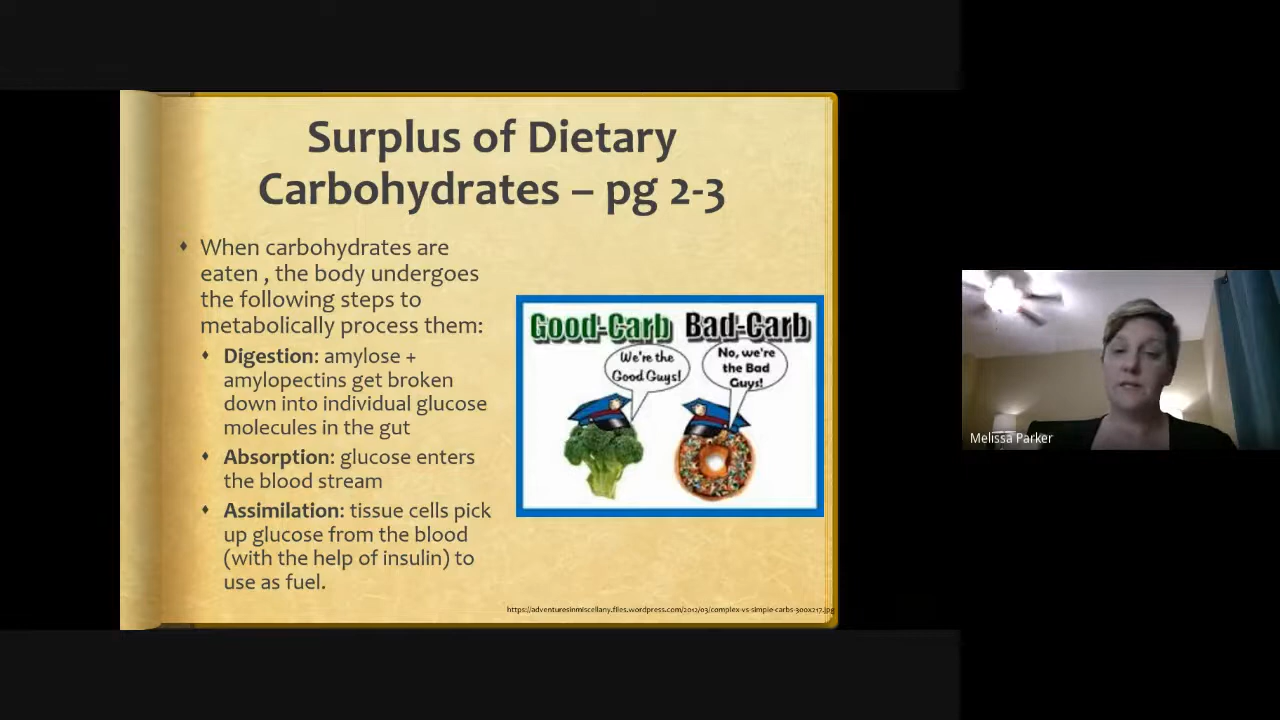 Surplus of Dietary
Carbohydrates – pg 2-3
When carbohydrates are
eaten , the body undergoes
the following steps to
metabolically process them:
Digestion: amylose +
amylopectins get broken
down into individual glucose
molecules in the gut
Absorption: glucose enters
the blood stream
Assimilation: tissue cells pick
up glucose from the blood
(with the help of insulin) to
use as fuel.
Good-Carb Bad-Carb
We're the
Good Guys!
No, we're
the Bad
Guys!
https://adventuresinmiscellany.files.wordpress.com/2012/03/complex-vs-simple-carbs-300x217.jpg
Melissa Parker